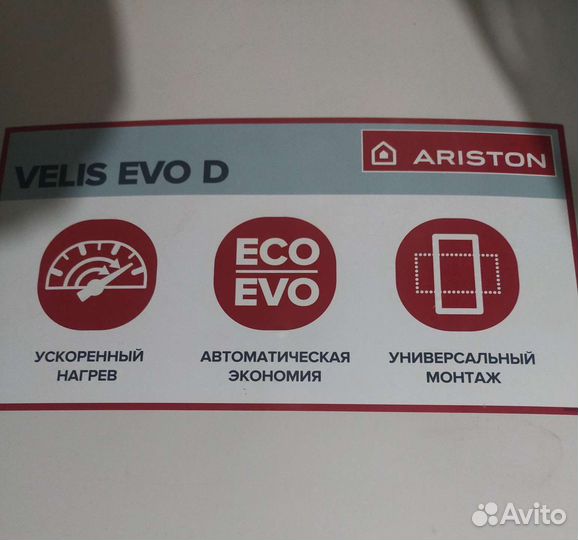 VELIS EVO D
ARISTON
ECO
EVO
УСКОРЕННЫЙ
НАГРЕВ
АВТОМАТИЧЕСКАЯ
ЭКОНОМИЯ
УНИВЕРСАЛЬНЫЙ
МОНТАЖ
Avito